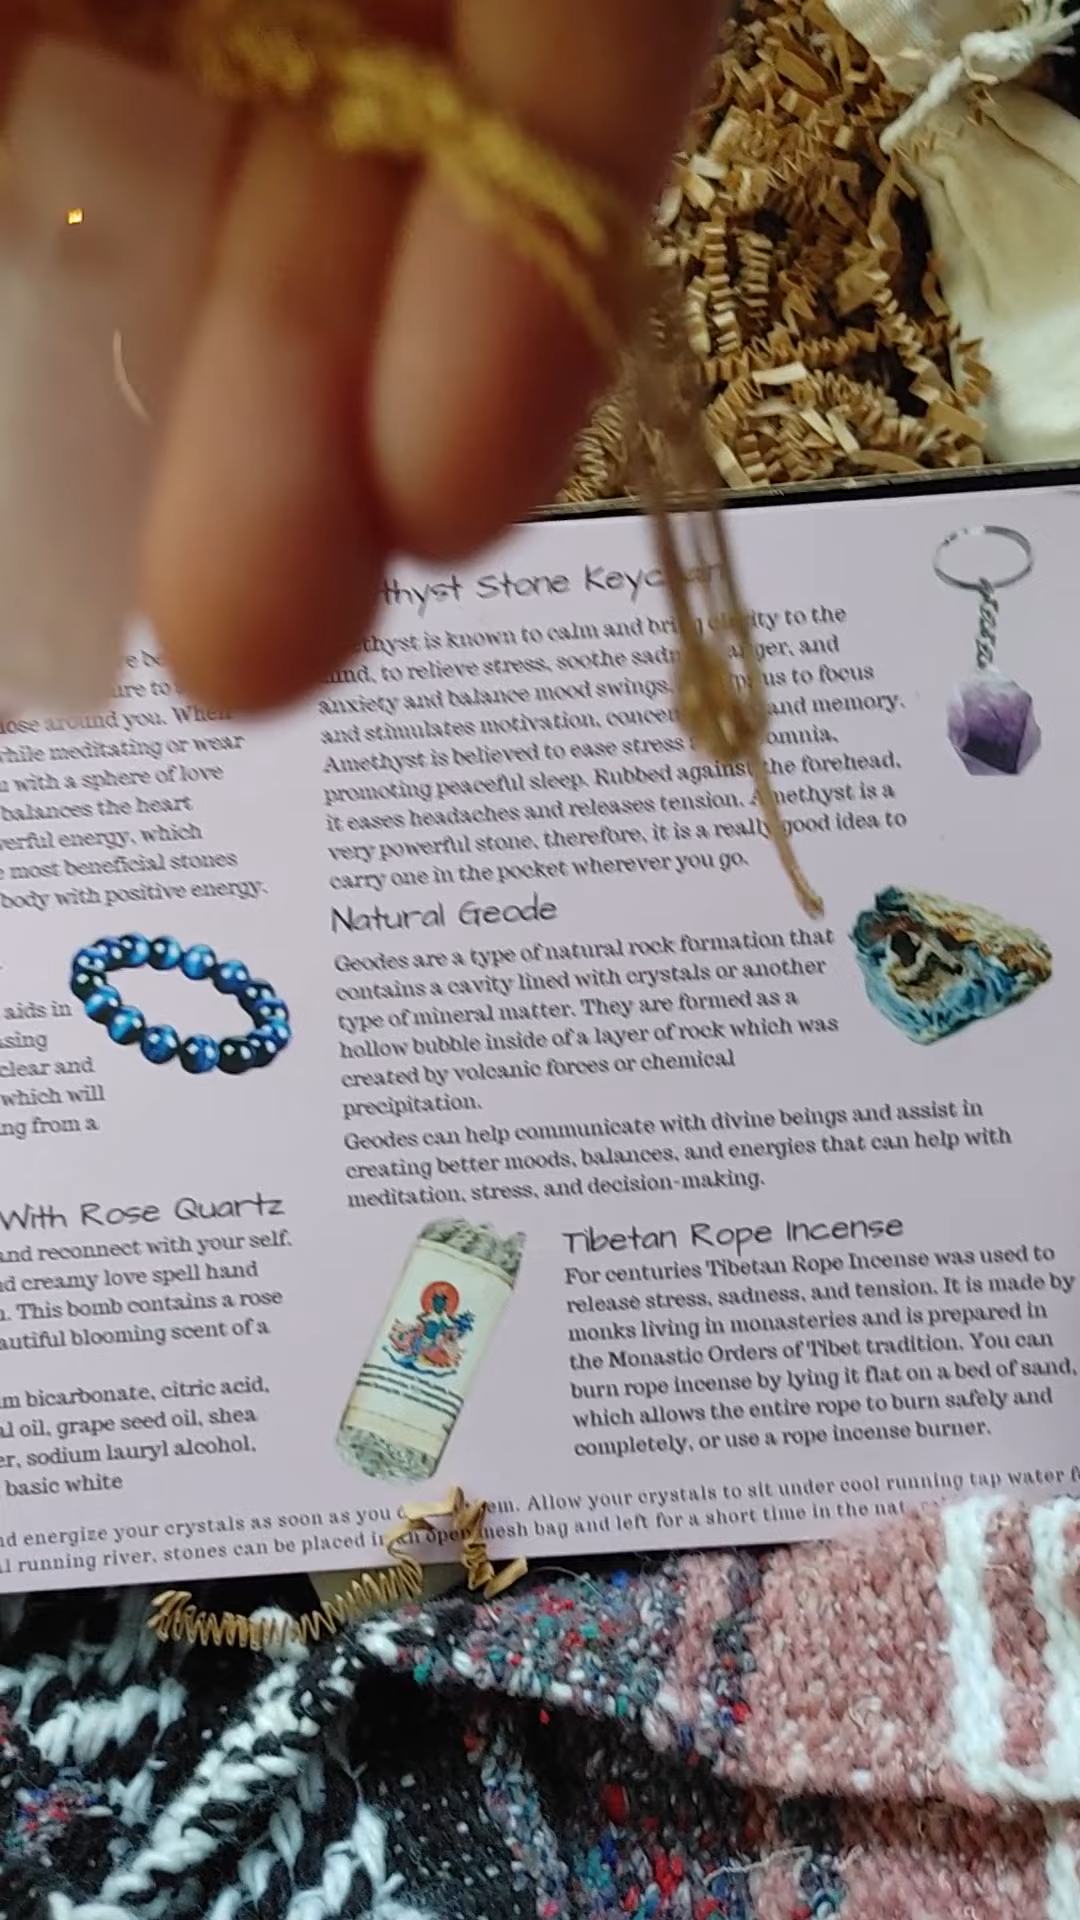 ure to
ose around you. When
while meditating or wear
with a sphere of love
balances the heart
erful energy, which
most beneficial stones
body with positive energy.
aids in
sing
clear and
which will
ng from a
With Rose Quartz
and reconnect with your self.
d creamy love spell hand
This bomb contains a rose
autiful blooming scent of a
m bicarbonate, citric acid,
al oil, grape seed oil, shea
er, sodium lauryl alcohol,
basic white
thyst Stone Keyc
thyst is known to calm and bri ity to the
ind, to relieve stress, soothe sadn ger, and
anxiety and balance mood swings. us to focus
and stimulates motivation, concen and memory.
Amethyst is believed to ease stress omnia,
promoting peaceful sleep. Rubbed against the forehead,
it eases headaches and releases tension. Amethyst is a
very powerful stone, therefore, it is a really good idea to
carry one in the pocket wherever you go.
Natural Geode
Geodes are a type of natural rock formation that
contains a cavity lined with crystals or another
type of mineral matter. They are formed as a
hollow bubble inside of a layer of rock which was
created by volcanic forces or chemical
precipitation.
Geodes can help communicate with divine beings and assist in
creating better moods, balances, and energies that can help with
meditation, stress, and decision-making.
Tibetan Rope Incense
For centuries Tibetan Rope Incense was used to
release stress, sadness, and tension. It is made by
monks living in monasteries and is prepared in
the Monastic Orders of Tibet tradition. You can
burn rope incense by lying it flat on a bed of sand,
which allows the entire rope to burn safely and
completely, or use a rope incense burner.
nd energize your crystals as soon as you em. Allow your crystals to sit under cool running tap water f
l running river, stones can be placed in an open mesh bag and left for a short time in the nat